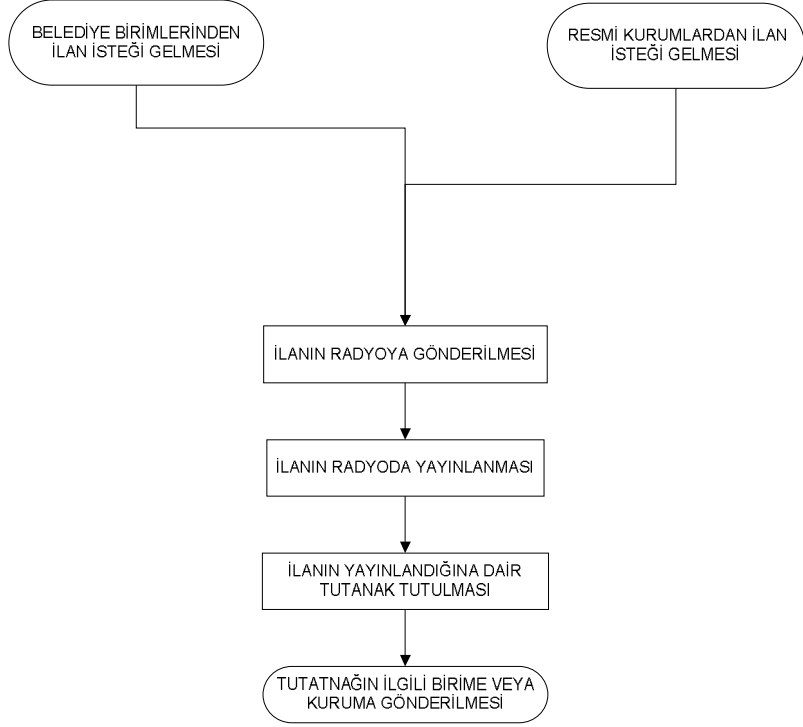 BELEDİYE BİRİMLERİNDEN
İLAN İSTEĞİ GELMESİ
RESMİ KURUMLARDAN İLAN
İSTEĞİ GELMESİ
İLANIN RADYOYA GÖNDERİLMESİ
İLANIN RADYODA YAYINLANMASI
İLANIN YAYINLANDIĞINA DAİR
TUTANAK TUTULMASI
TUTATNAĞIN İLGİLİ BİRİME VEYA
KURUMA GÖNDERİLMESİ